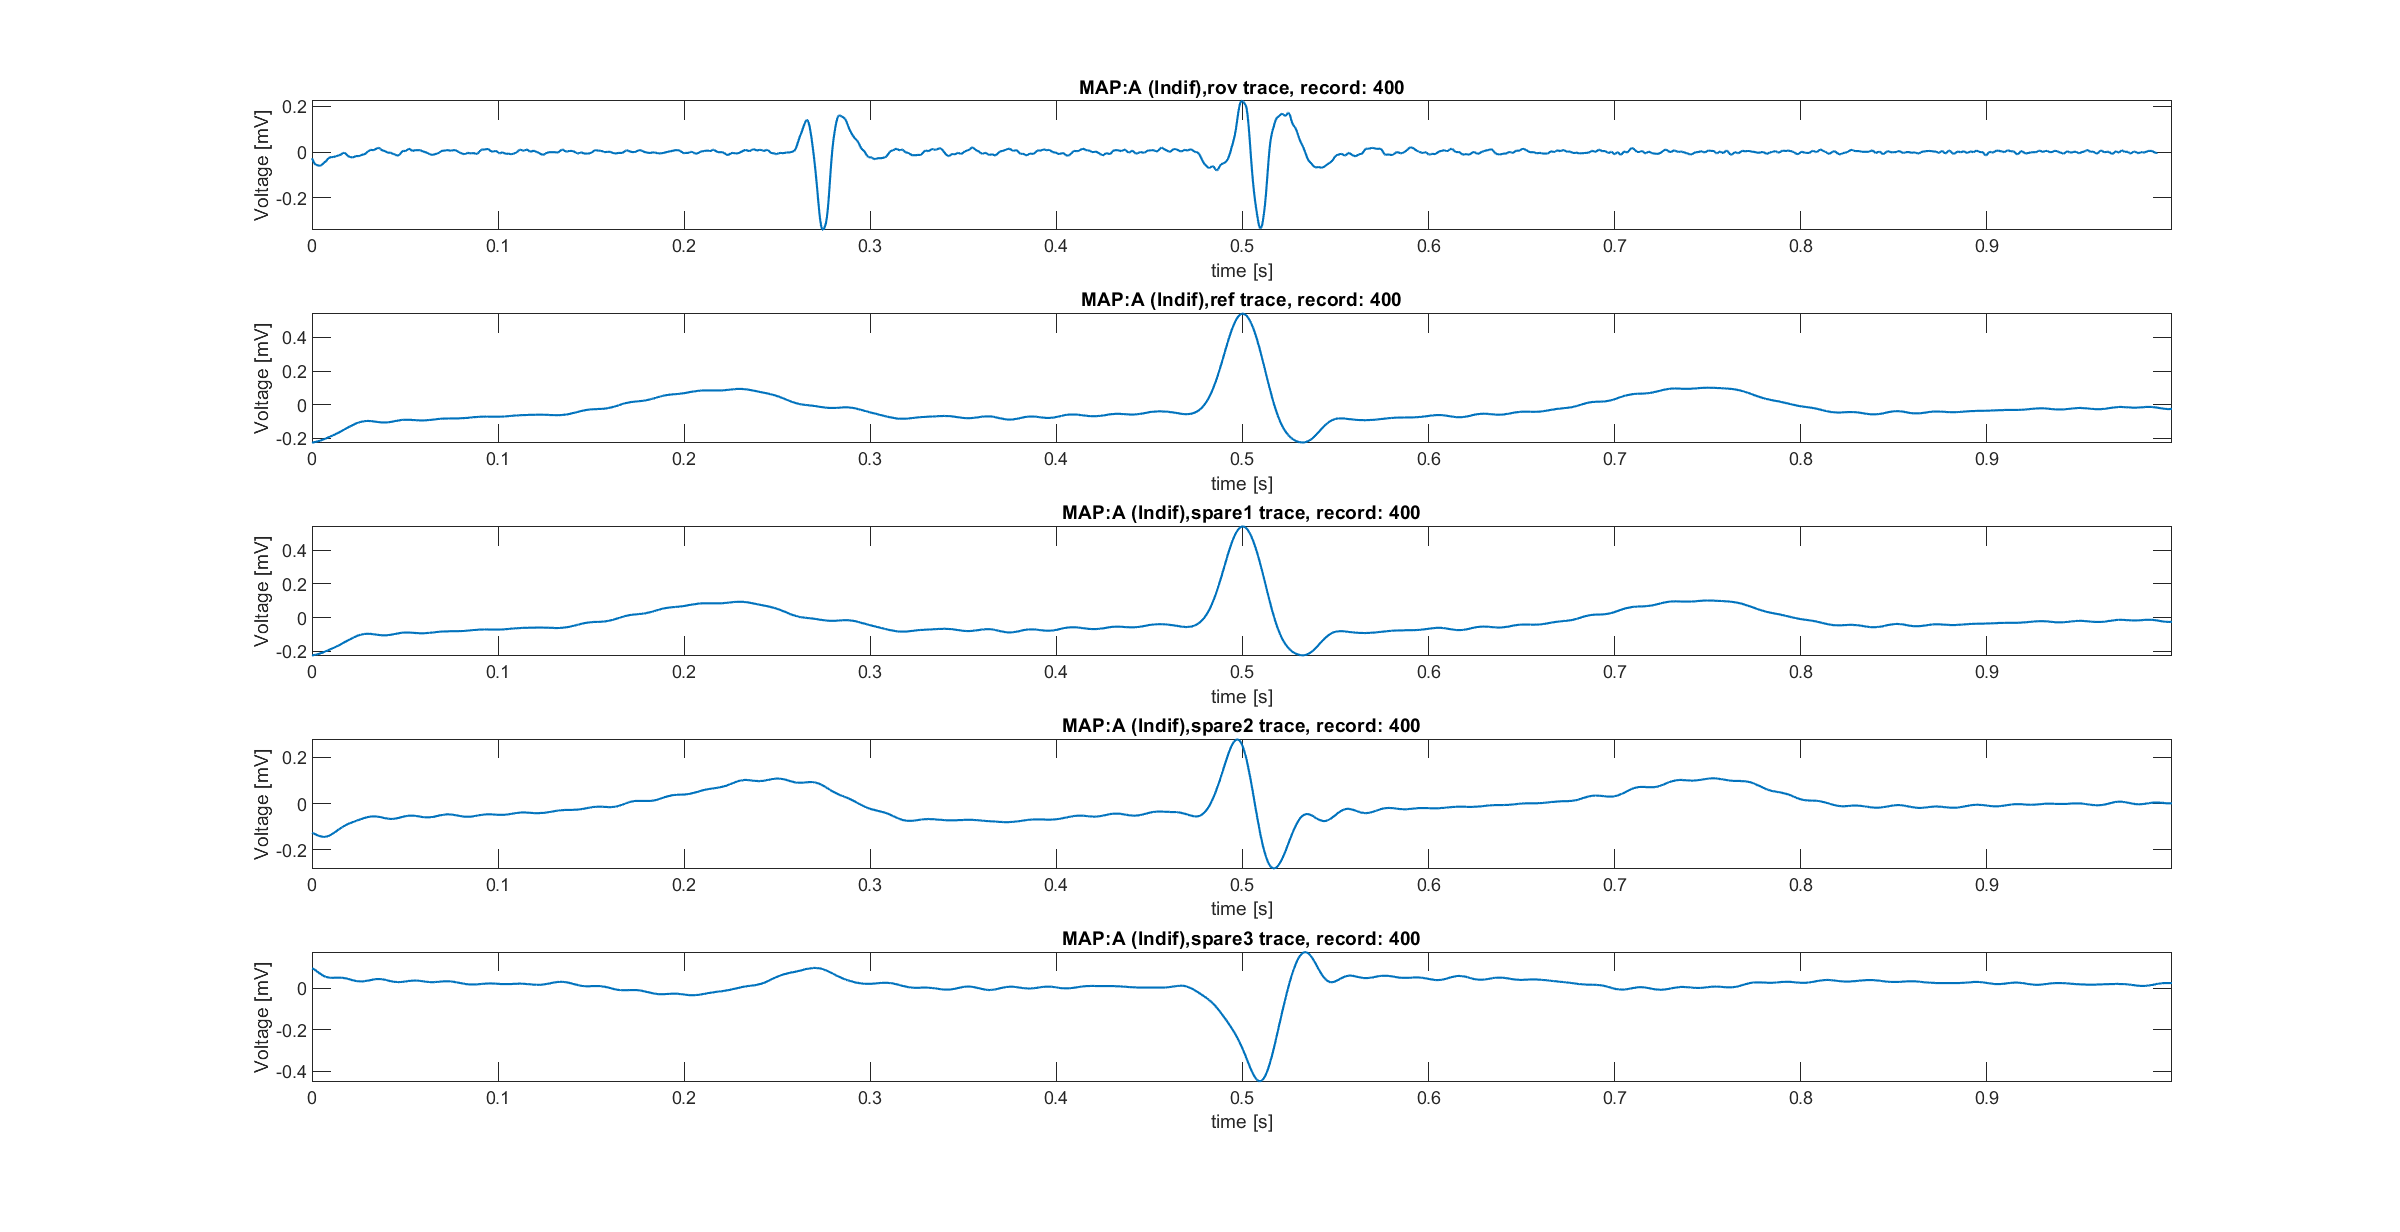 MAP:A (Indif),rov trace, record: 400
Voltage [mV]
0.2
0
-0.2
0 0.1 0.2 0.3 0.4 0.5 0.6 0.7 0.8 0.9
time [s]
MAP:A (Indif),ref trace, record: 400
Voltage [mV]
0.4
0.2
0
-0.2
0 0.1 0.2 0.3 0.4 0.5 0.6 0.7 0.8 0.9
time [s]
MAP:A (Indif),spare1 trace, record: 400
Voltage [mV]
0.4
0.2
0
-0.2
0 0.1 0.2 0.3 0.4 0.5 0.6 0.7 0.8 0.9
time [s]
MAP:A (Indif),spare2 trace, record: 400
Voltage [mV]
0.2
0
-0.2
0 0.1 0.2 0.3 0.4 0.5 0.6 0.7 0.8 0.9
time [s]
MAP:A (Indif),spare3 trace, record: 400
Voltage [mV]
0
-0.2
-0.4
0 0.1 0.2 0.3 0.4 0.5 0.6 0.7 0.8 0.9
time [s]